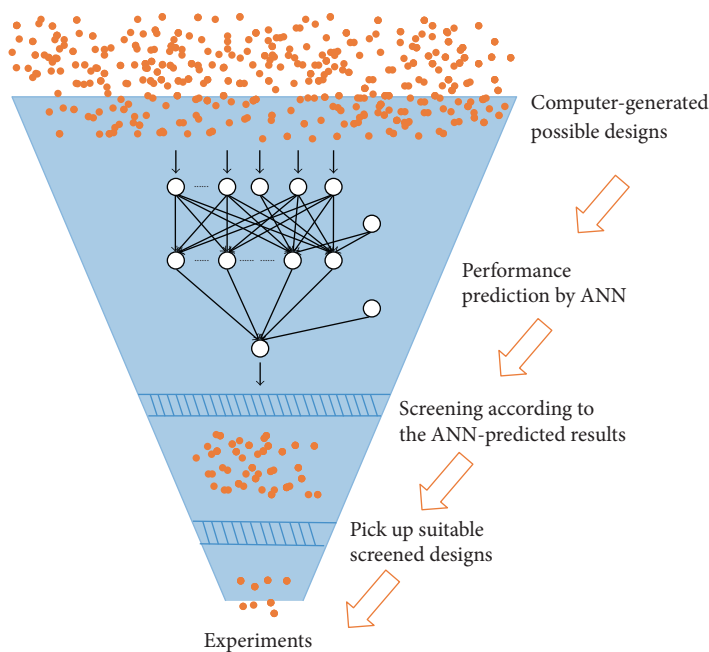 Computer-generated
possible designs
Performance
prediction by ANN
Screening according to
the ANN-predicted results
Pick up suitable
screened designs
Experiments